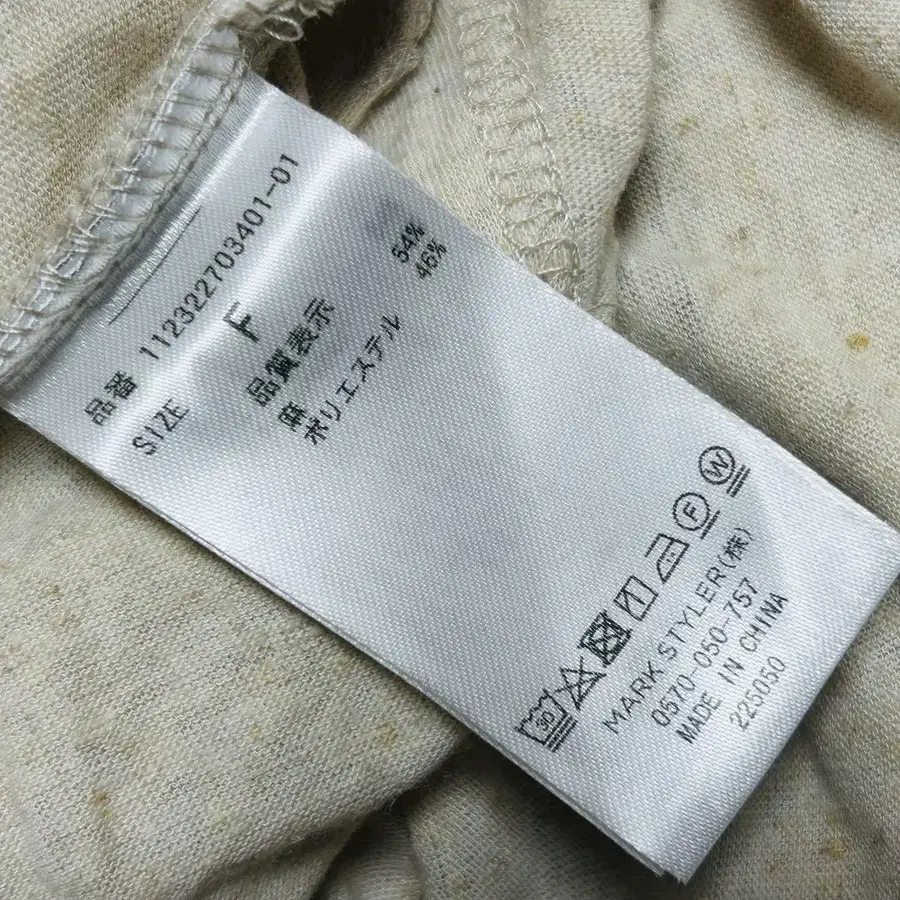 品番 112322703401-01
SIZE F
品質表示
麻 54%
ポリエステル 46%
30 F W
MARK STYLER(株)
0570-050-757
MADE IN CHINA
225050